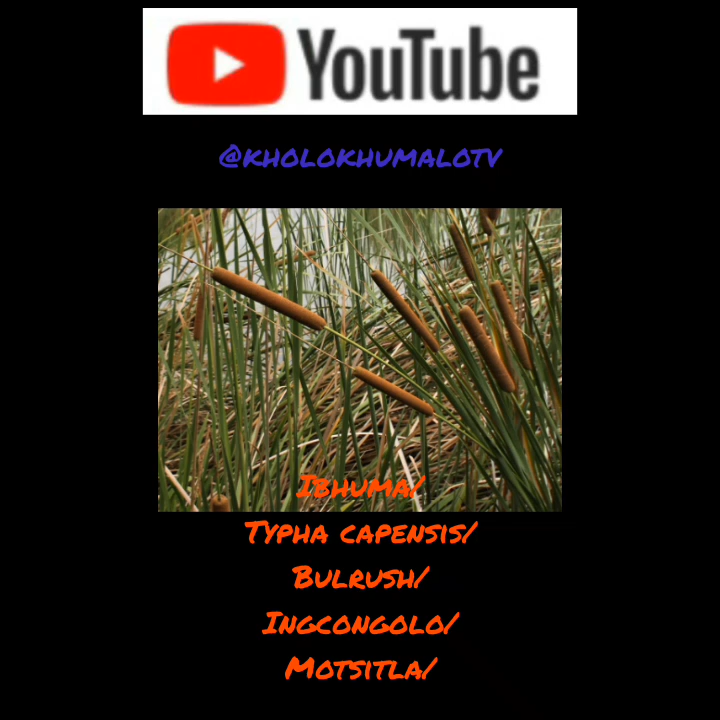 YouTube
@KHOLOKHUMALOTV
IBHUMA/
TYPHA CAPENSIS/
BULRUSH/
INGCONGOLO/
MOTSITLA/